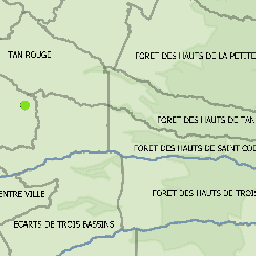 TAN ROUGE
FORET DES HAUTS DE LA PETITE
FORET DES HAUTS DE TAN
FORET DES HAUTS DE SAINT
ENTRE VILLE
FORET DES HAUTS DE TROIS
ECARTS DE TROIS BASSINS